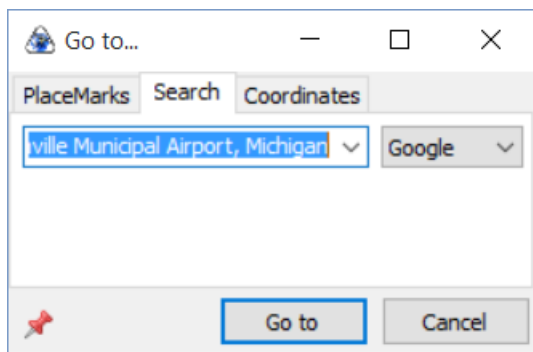 Go to...
PlaceMarks Search Coordinates
ville Municipal Airport, Michigan Google
Go to Cancel